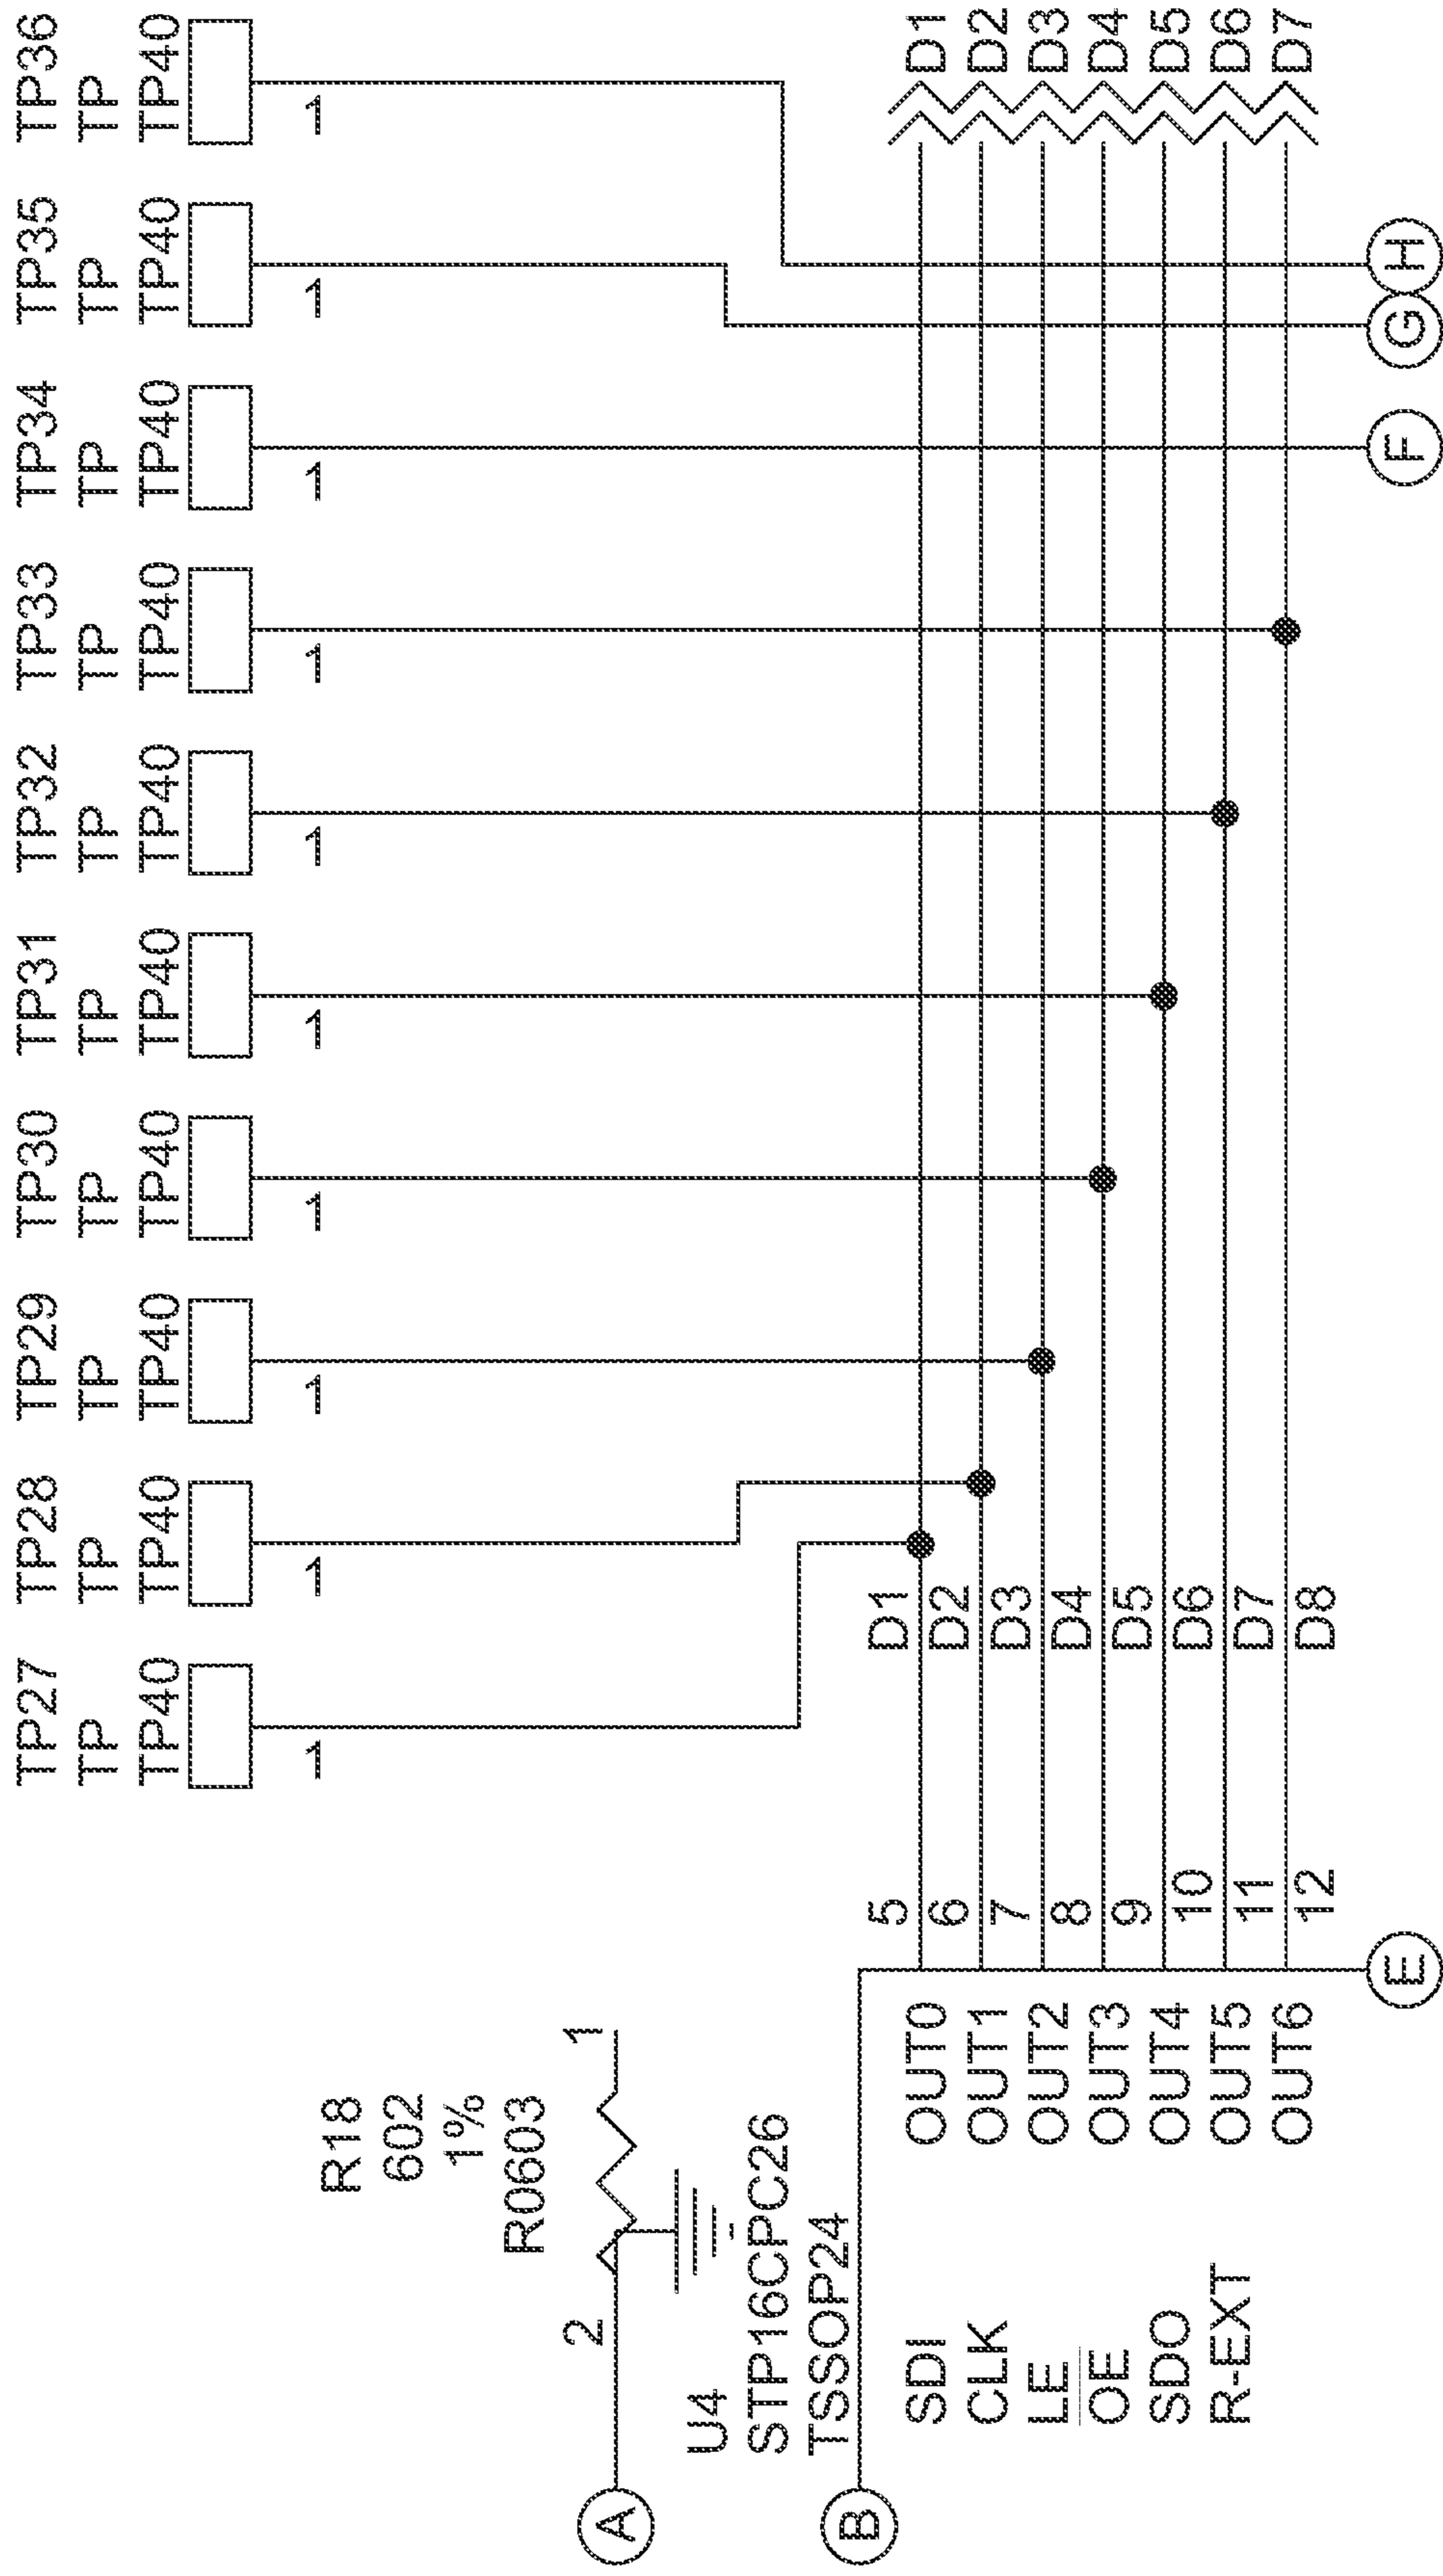 TP27
TP
TP40
1
TP28
TP
TP40
1
TP29
TP
TP40
1
TP30
TP
TP40
1
TP31
TP
TP40
1
TP32
TP
TP40
1
TP33
TP
TP40
1
TP34
TP
TP40
1
TP35
TP
TP40
1
TP36
TP
TP40
1
R18
602
1%
R0603
2
1
A
U4
STP16CPC26
TSSOP24
B
SDI
CLK
LE
OE
SDO
R-EXT
OUT0
OUT1
OUT2
OUT3
OUT4
OUT5
OUT6
5
6
7
8
9
10
11
12
D1
D2
D3
D4
D5
D6
D7
D8
D1
D2
D3
D4
D5
D6
D7
E
F
G
H